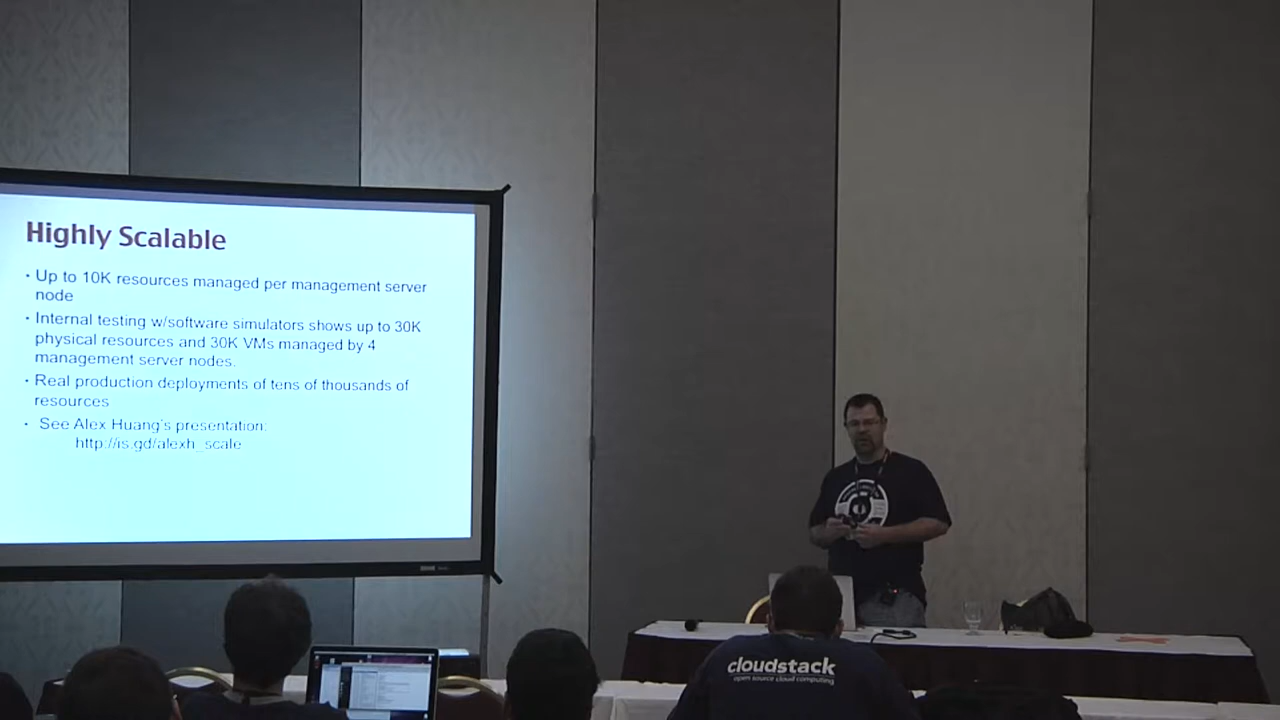 Highly Scalable
• Up to 10K resources managed per management server
node
• Internal testing w/software simulators shows up to 30K
physical resources and 30K VMs managed by 4
management server nodes.
• Real production deployments of tens of thousands of
resources
• See Alex Huang's presentation:
http://is.gd/alexh_scale
cloudstack
open source cloud computing